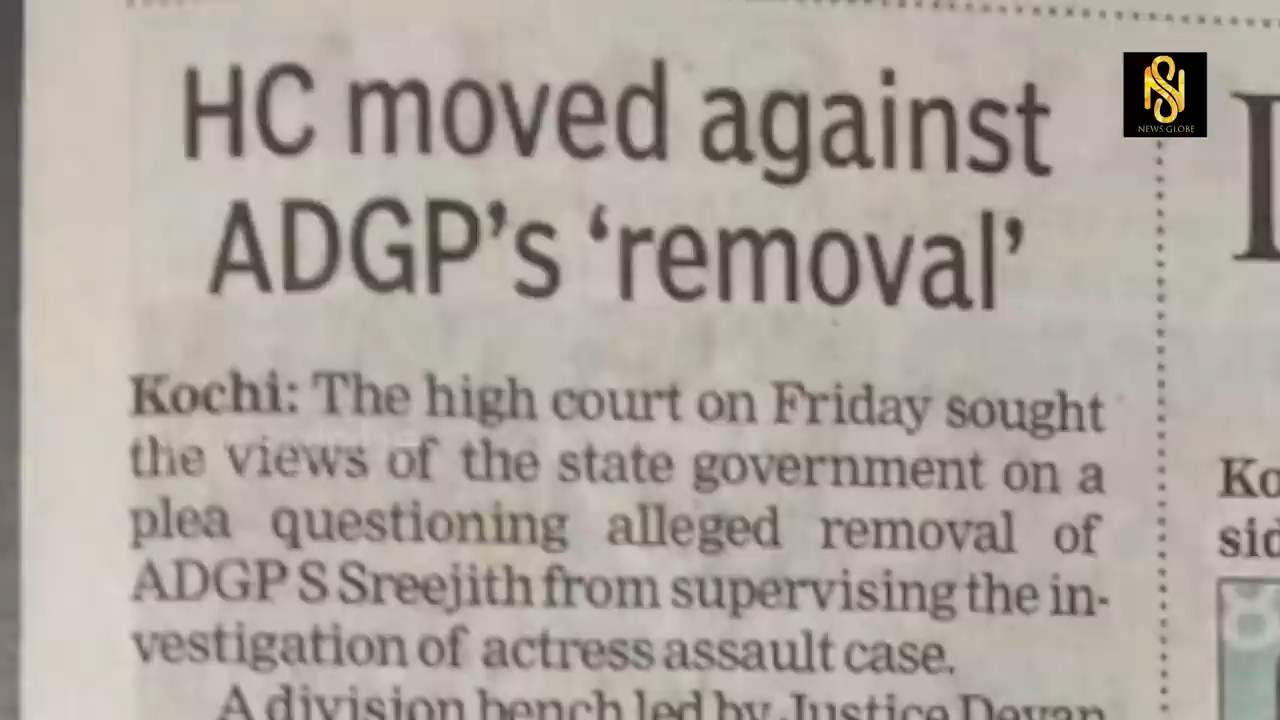 HC moved against
ADGP's 'removal'
Kochi: The high court on Friday sought
the views of the state government on a
plea questioning alleged removal of
ADGP S Sreejith from supervising the in-
vestigation of actress assault case.
A division bench led by Justice Devan
NEWS GLOBE
Ko
sid